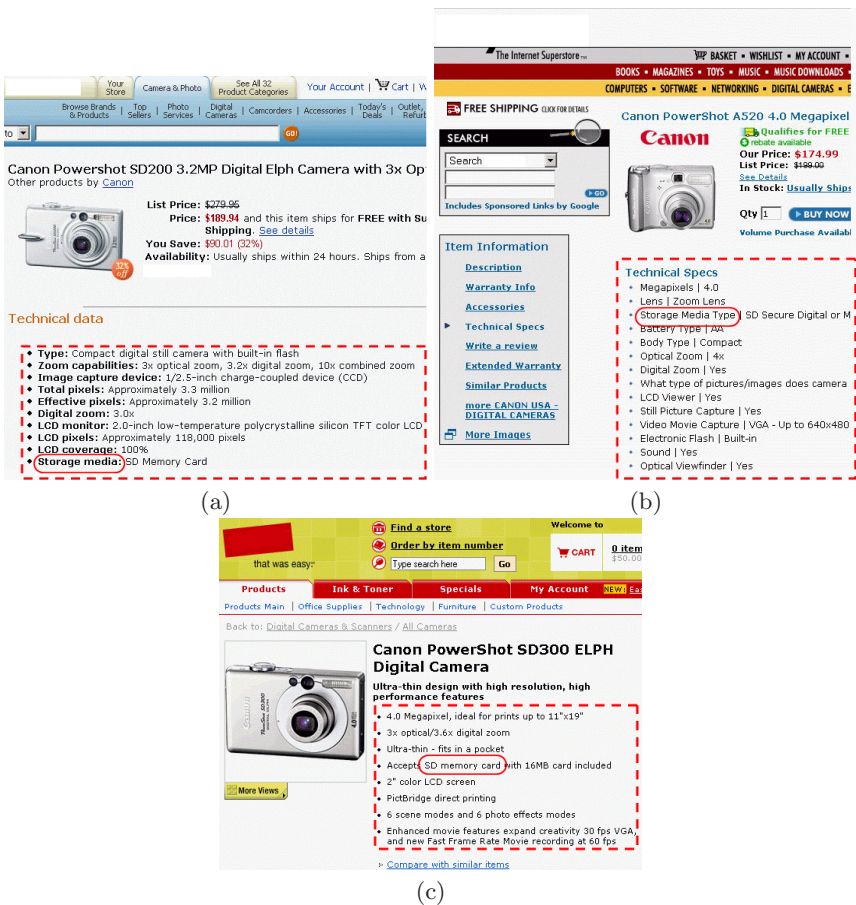 Your
Store
Camera & Photo
See All 32
Product Categories
Your Account | Cart | W
Browse Brands
& Products
Top
Sellers
Photo
Services
Digital
Cameras
Camcorders
Accessories
Today's
Deals
Outlet,
Refurb
to
GO!
Canon Powershot SD200 3.2MP Digital Elph Camera with 3x Op
Other products by Canon
List Price: $279.95
Price: $189.94 and this item ships for FREE with Su
Shipping. See details
You Save: $90.01 (32%)
Availability: Usually ships within 24 hours. Ships from a
32%
off
Technical data
Type: Compact digital still camera with built-in flash
Zoom capabilities: 3x optical zoom, 3.2x digital zoom, 10x combined zoom
Image capture device: 1/2.5-inch charge-coupled device (CCD)
Total pixels: Approximately 3.3 million
Effective pixels: Approximately 3.2 million
Digital zoom: 3.0x
LCD monitor: 2.0-inch low-temperature polycrystalline silicon TFT color LCD
LCD pixels: Approximately 118,000 pixels
LCD coverage: 100%
Storage media: SD Memory Card
(a)
The Internet Superstore™
BASKET ▪ WISHLIST ▪ MY ACCOUNT ▪
BOOKS ▪ MAGAZINES ▪ TOYS ▪ MUSIC ▪ MUSIC DOWNLOADS ▪
COMPUTERS ▪ SOFTWARE ▪ NETWORKING ▪ DIGITAL CAMERAS ▪ E
FREE SHIPPING CLICK FOR DETAILS
SEARCH
Search
GO
Includes Sponsored Links by Google
Canon PowerShot A520 4.0 Megapixel
Canon
Qualifies for FREE
rebate available
Our Price: $174.99
List Price: $199.00
See Details
In Stock: Usually Ships
Qty 1 BUY NOW
Volume Purchase Availabl
Item Information
Description
Warranty Info
Accessories
Technical Specs
Write a review
Extended Warranty
Similar Products
more CANON USA -
DIGITAL CAMERAS
More Images
Technical Specs
Megapixels | 4.0
Lens | Zoom Lens
Storage Media Type | SD Secure Digital or M
Battery Type | AA
Body Type | Compact
Optical Zoom | 4x
Digital Zoom | Yes
What type of pictures/images does camera
LCD Viewer | Yes
Still Picture Capture | Yes
Video Movie Capture | VGA - Up to 640x480
Electronic Flash | Built-in
Sound | Yes
Optical Viewfinder | Yes
(b)
that was easy™
Find a store
Order by item number
Type search here Go
Welcome to
CART
0 item
$50.00
Products
Ink & Toner
Specials
My Account
NEW! Eas
Products Main | Office Supplies | Technology | Furniture | Custom Products
Back to: Digital Cameras & Scanners / All Cameras
Canon PowerShot SD300 ELPH
Digital Camera
Ultra-thin design with high resolution, high
performance features
4.0 Megapixel, ideal for prints up to 11"x19"
3x optical/3.6x digital zoom
Ultra-thin - fits in a pocket
Accepts SD memory card with 16MB card included
2" color LCD screen
PictBridge direct printing
6 scene modes and 6 photo effects modes
Enhanced movie features expand creativity 30 fps VGA,
and new Fast Frame Rate Movie recording at 60 fps
More Views
Compare with similar items
(c)